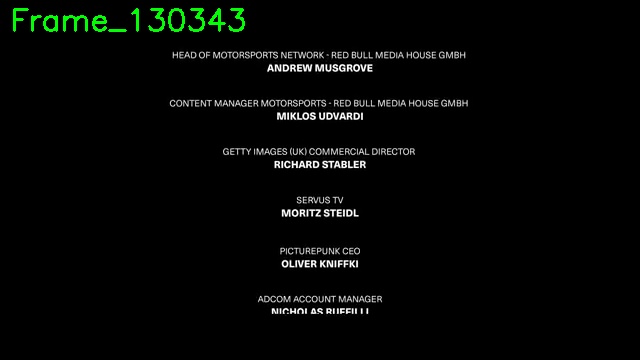 Frame_130343
HEAD OF MOTORSPORTS NETWORK - RED BULL MEDIA HOUSE GMBH
ANDREW MUSGROVE
CONTENT MANAGER MOTORSPORTS - RED BULL MEDIA HOUSE GMBH
MIKLOS UDVARDI
GETTY IMAGES (UK) COMMERCIAL DIRECTOR
RICHARD STABLER
SERVUS TV
MORITZ STEIDL
PICTUREPUNK CEO
OLIVER KNIFFKI
ADCOM ACCOUNT MANAGER
NICHOLAS RUFFILLI